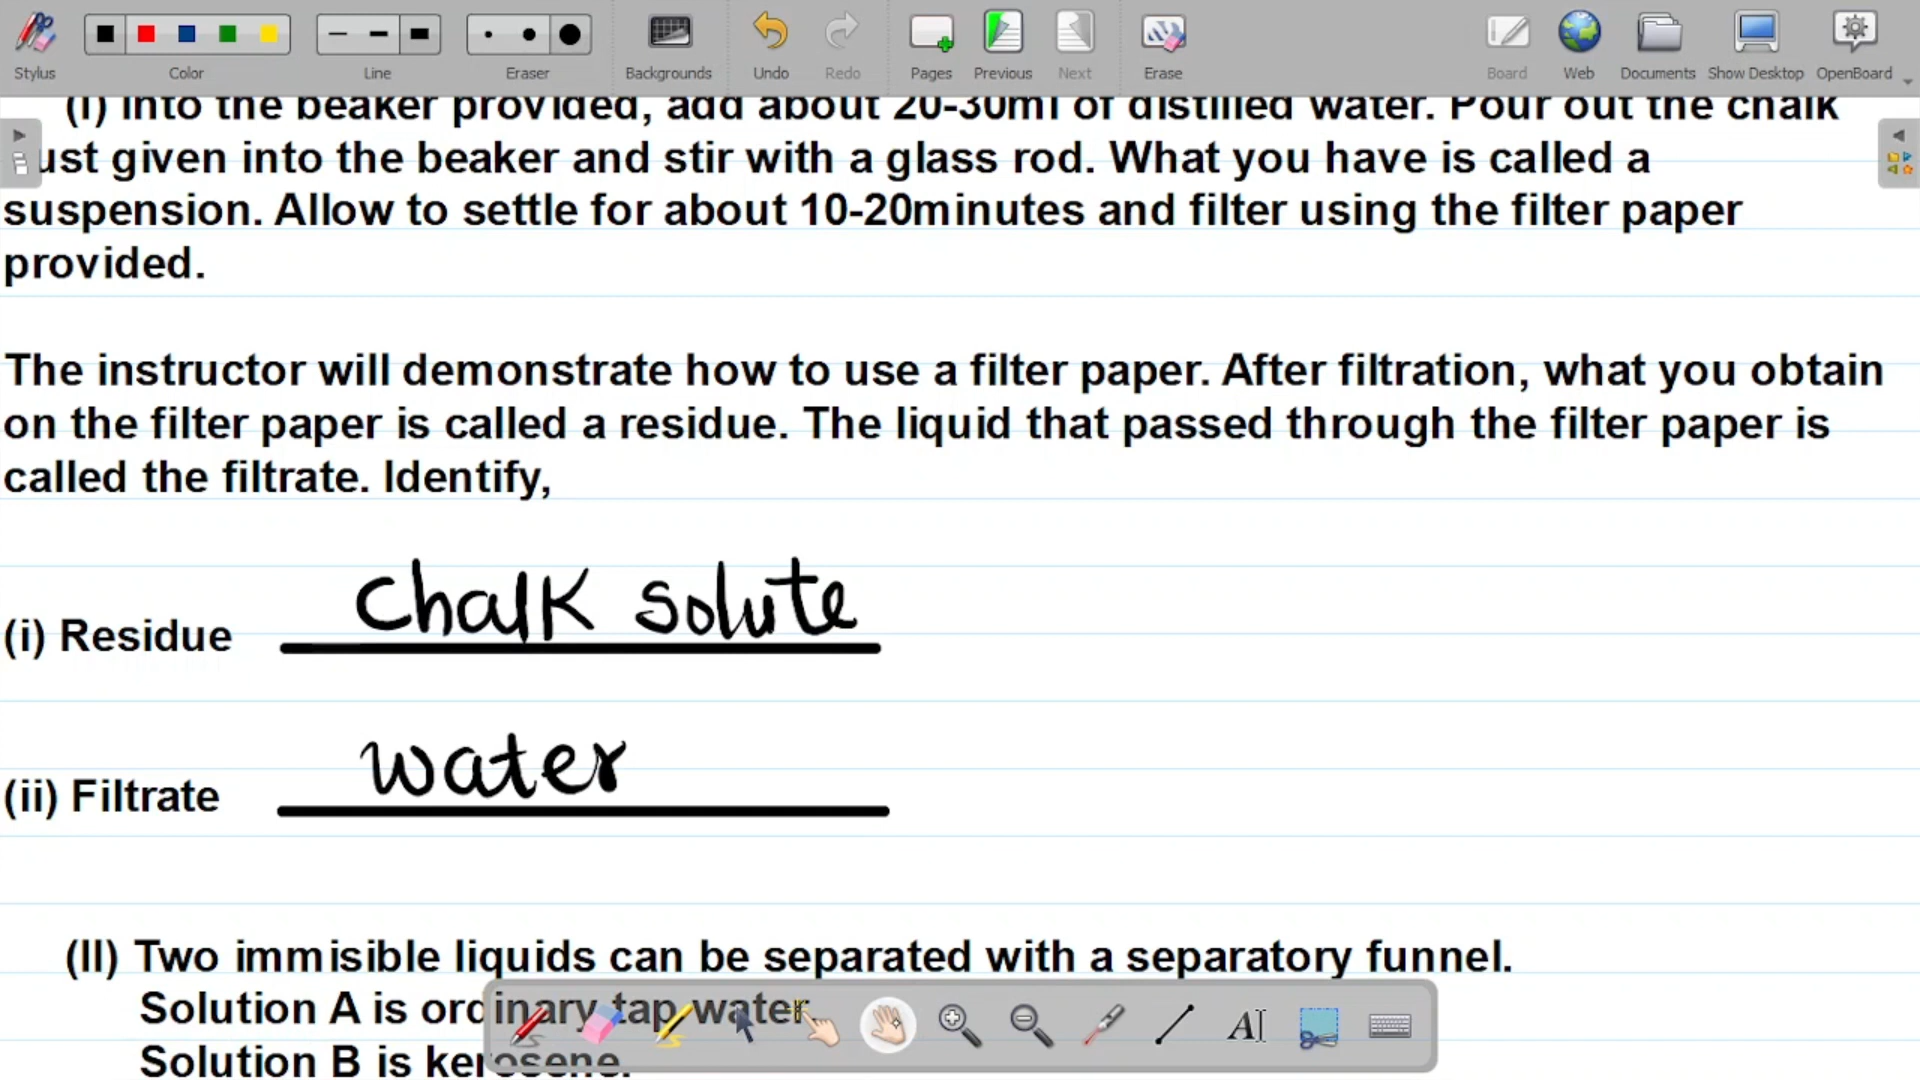 Stylus Color Line Eraser Backgrounds Undo Redo Pages Previous Next Erase Board Web Documents Show Desktop OpenBoard
(I) Into the beaker provided, add about 20-30ml of distilled water. Pour out the chalk
ust given into the beaker and stir with a glass rod. What you have is called a
suspension. Allow to settle for about 10-20minutes and filter using the filter paper
provided.
The instructor will demonstrate how to use a filter paper. After filtration, what you obtain
on the filter paper is called a residue. The liquid that passed through the filter paper is
called the filtrate. Identify,
(i) Residue chalk solute
(ii) Filtrate water
(II) Two immisible liquids can be separated with a separatory funnel.
Solution A is ordinary tap water.
Solution B is kerosene.